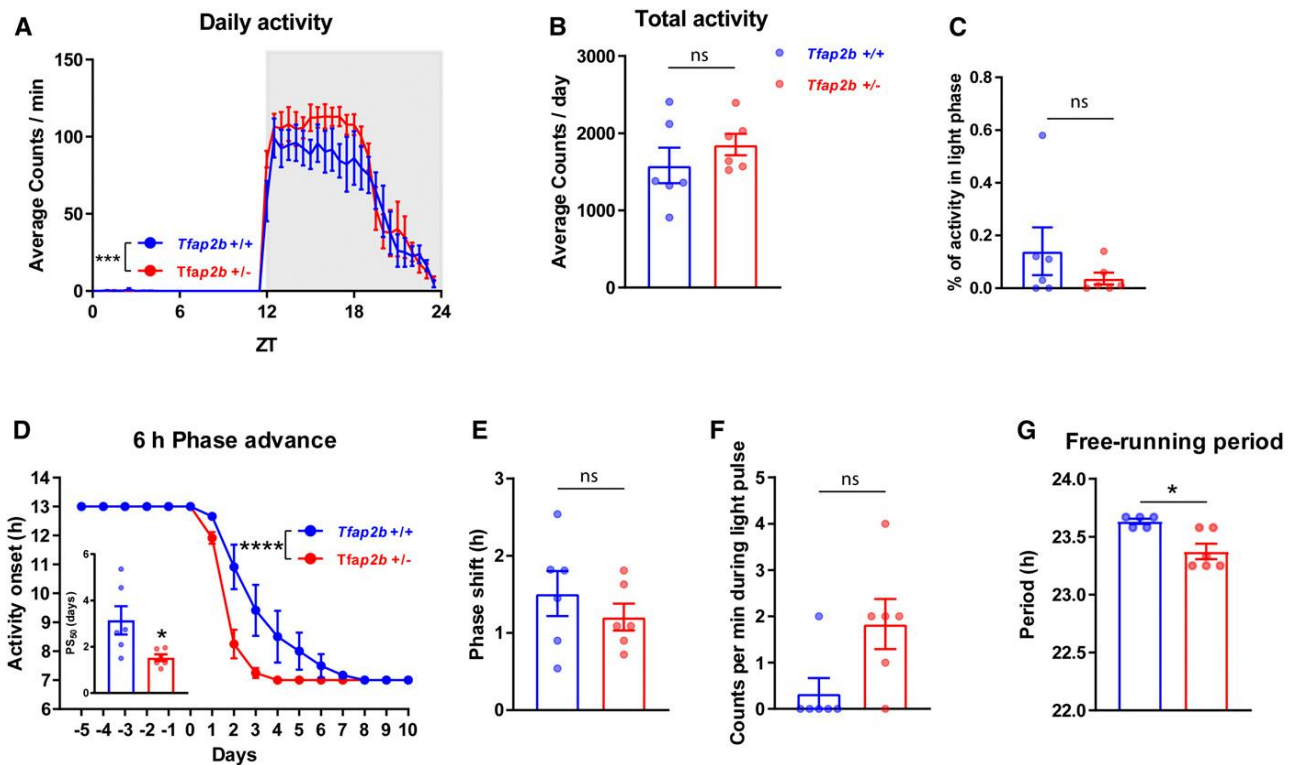 A
Daily activity
Average Counts / min
150
100
50
0
*** Tfap2b +/+
Tfap2b +/-
0 6 12 18 24
ZT
B
Total activity
Average Counts / day
3000
2000
1000
0
ns
Tfap2b +/+
Tfap2b +/-
C
% of activity in light phase
0.8
0.6
0.4
0.2
0.0
ns
D
6 h Phase advance
Activity onset (h)
14
13
12
11
10
9
8
7
6
**** Tfap2b +/+
Tfap2b +/-
PS50 (days)
6
4
2
0
*
-5 -4 -3 -2 -1 0 1 2 3 4 5 6 7 8 9 10
Days
E
Phase shift (h)
3
2
1
0
ns
F
Counts per min during light pulse
5
4
3
2
1
0
ns
G
Free-running period
Period (h)
24.0
23.5
23.0
22.5
22.0
*